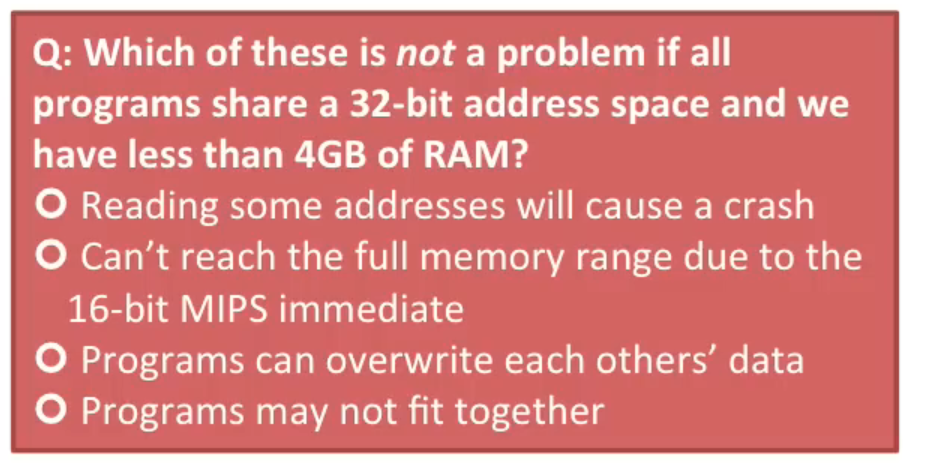 Q: Which of these is not a problem if all
programs share a 32-bit address space and we
have less than 4GB of RAM?
Reading some addresses will cause a crash
Can’t reach the full memory range due to the
16-bit MIPS immediate
Programs can overwrite each others’ data
Programs may not fit together